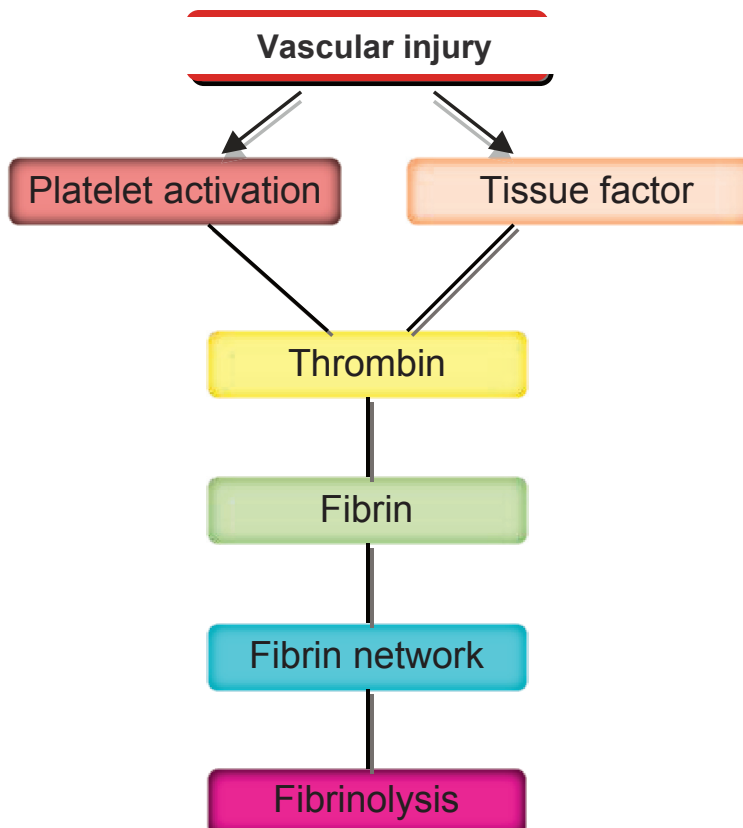 Vascular injury
Platelet activation
Tissue factor
Thrombin
Fibrin
Fibrin network
Fibrinolysis